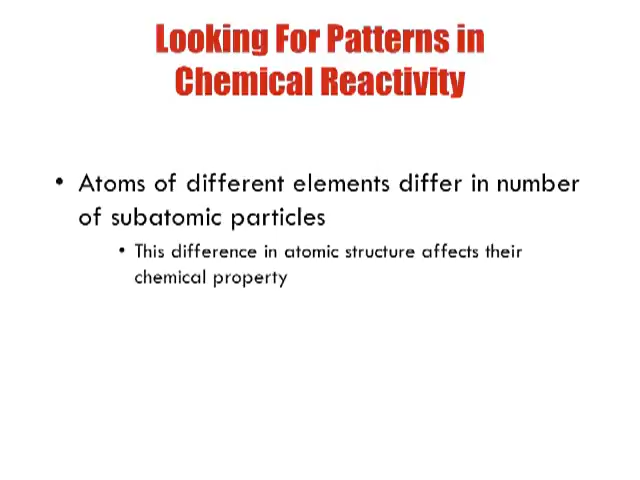 Looking For Patterns in
Chemical Reactivity
• Atoms of different elements differ in number
of subatomic particles
• This difference in atomic structure affects their
chemical property